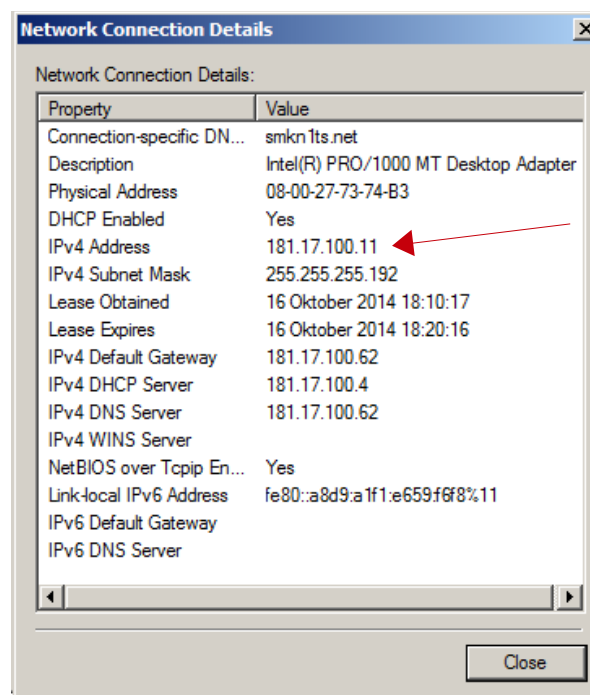 Network Connection Details
Network Connection Details:
Property Value
Connection-specific DN... smkn1ts.net
Description Intel(R) PRO/1000 MT Desktop Adapter
Physical Address 08-00-27-73-74-B3
DHCP Enabled Yes
IPv4 Address 181.17.100.11
IPv4 Subnet Mask 255.255.255.192
Lease Obtained 16 Oktober 2014 18:10:17
Lease Expires 16 Oktober 2014 18:20:16
IPv4 Default Gateway 181.17.100.62
IPv4 DHCP Server 181.17.100.4
IPv4 DNS Server 181.17.100.62
IPv4 WINS Server
NetBIOS over Tcpip En... Yes
Link-local IPv6 Address fe80::a8d9:a1f1:e659:f6f8%11
IPv6 Default Gateway
IPv6 DNS Server
Close